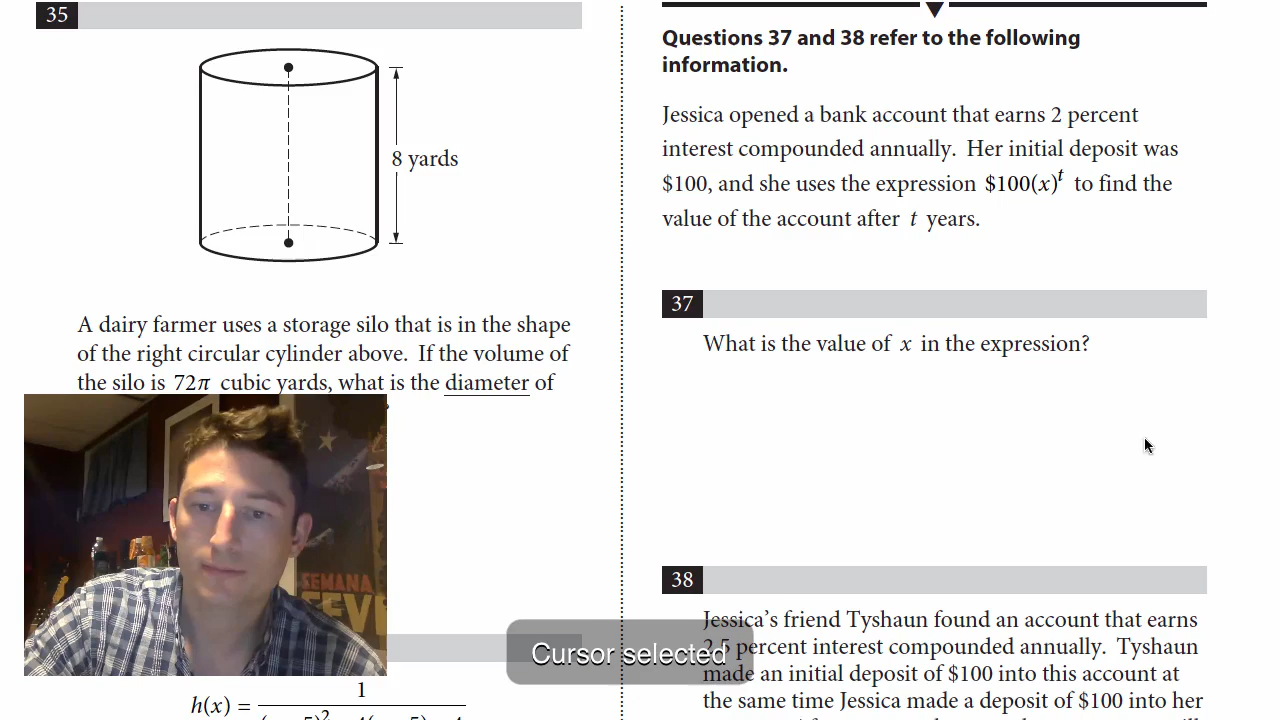 35
8 yards
A dairy farmer uses a storage silo that is in the shape
of the right circular cylinder above. If the volume of
the silo is 72π cubic yards, what is the diameter of
SEMANA
h(x) = 1
Questions 37 and 38 refer to the following
information.
Jessica opened a bank account that earns 2 percent
interest compounded annually. Her initial deposit was
$100, and she uses the expression $100(x)^t to find the
value of the account after t years.
37
What is the value of x in the expression?
38
Jessica's friend Tyshaun found an account that earns
2.5 percent interest compounded annually. Tyshaun
made an initial deposit of $100 into this account at
the same time Jessica made a deposit of $100 into her
Cursor selected